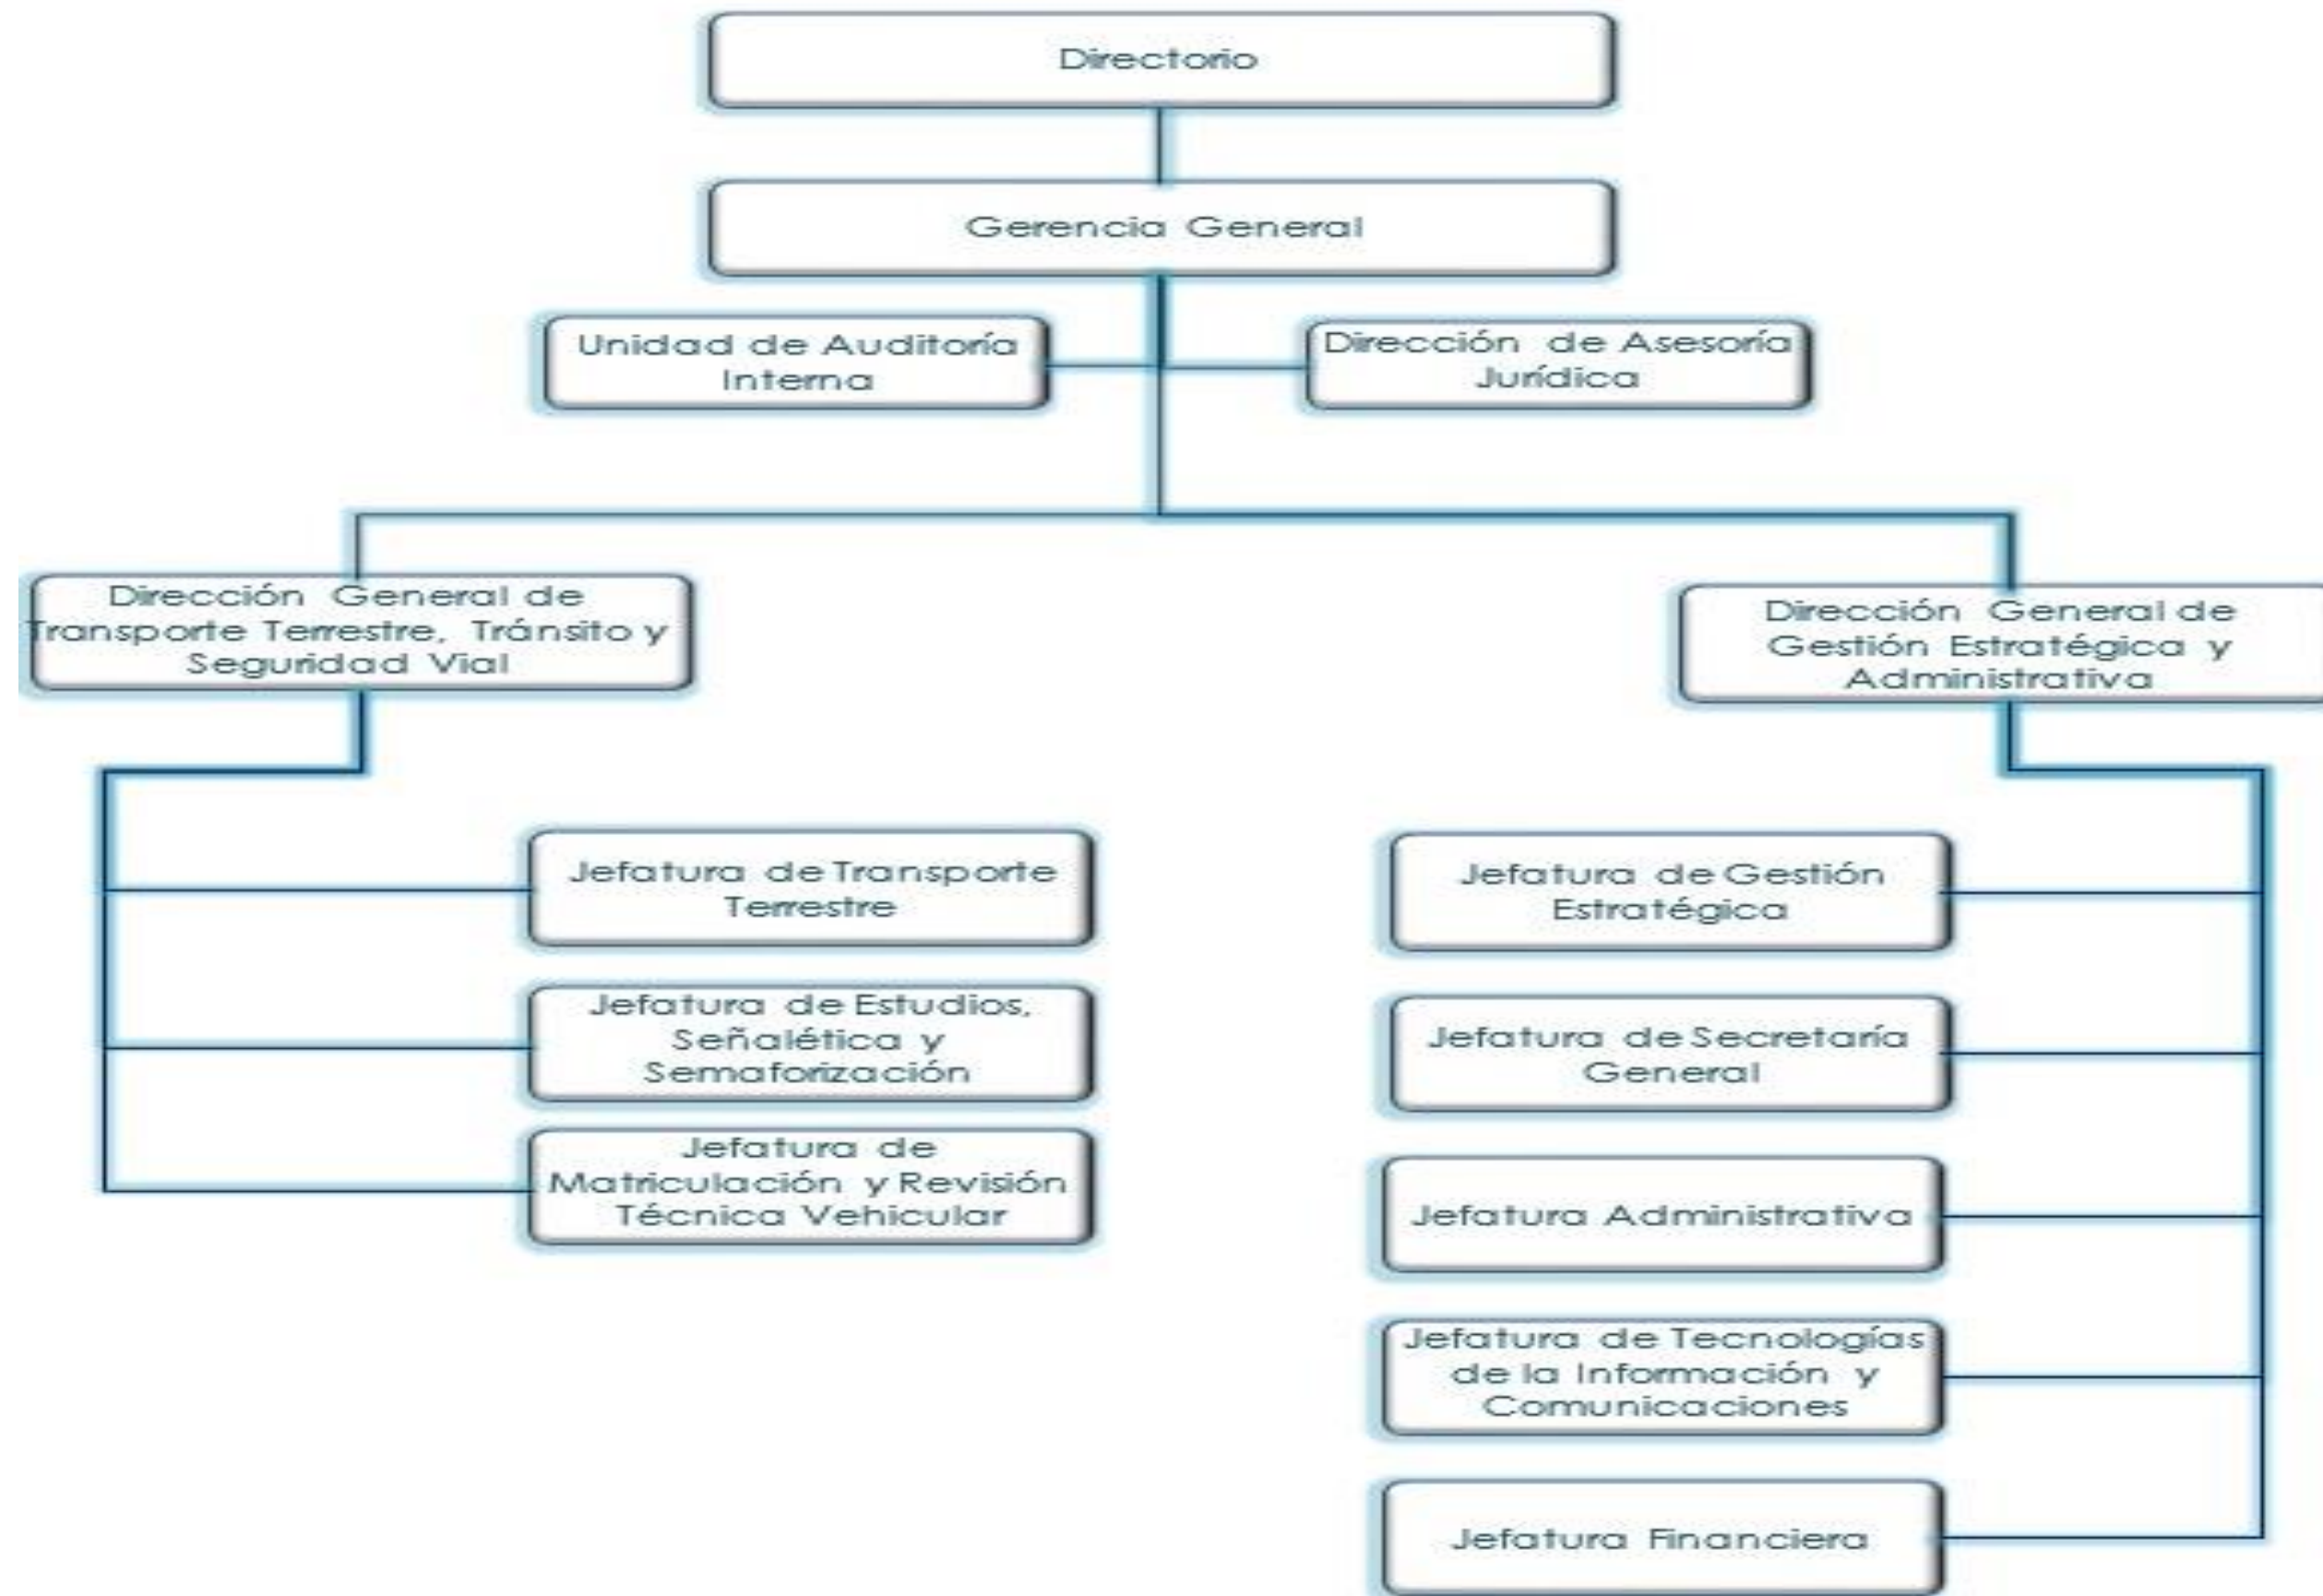 Directorio
Gerencia General
Unidad de Auditoría
Interna
Dirección de Asesoría
Jurídica
Dirección General de
Transporte Terrestre, Tránsito y
Seguridad Vial
Dirección General de
Gestión Estratégica y
Administrativa
Jefatura de Transporte
Terrestre
Jefatura de Estudios,
Señalética y
Semaforización
Jefatura de
Matriculación y Revisión
Técnica Vehicular
Jefatura de Gestión
Estratégica
Jefatura de Secretaría
General
Jefatura Administrativa
Jefatura de Tecnologías
de la Información y
Comunicaciones
Jefatura Financiera